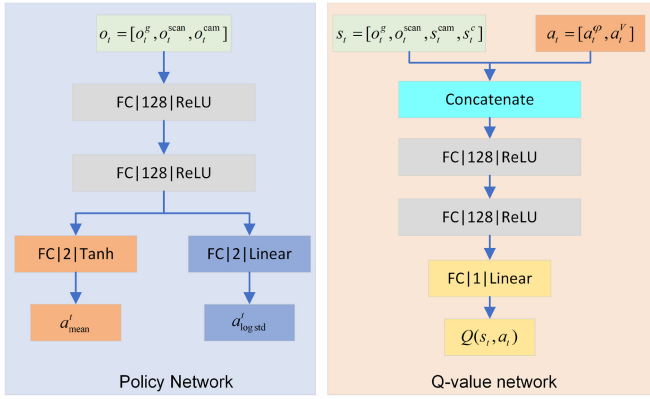 o_t = [o_t^g, o_t^scan, o_t^cam]
FC|128|ReLU
FC|128|ReLU
FC|2|Tanh
FC|2|Linear
a_mean^t
a_log std^t
Policy Network
s_t = [o_t^g, o_t^scan, s_t^cam, s_t^c]
a_t = [a_t^φ, a_t^V]
Concatenate
FC|128|ReLU
FC|128|ReLU
FC|1|Linear
Q(s_t, a_t)
Q-value network